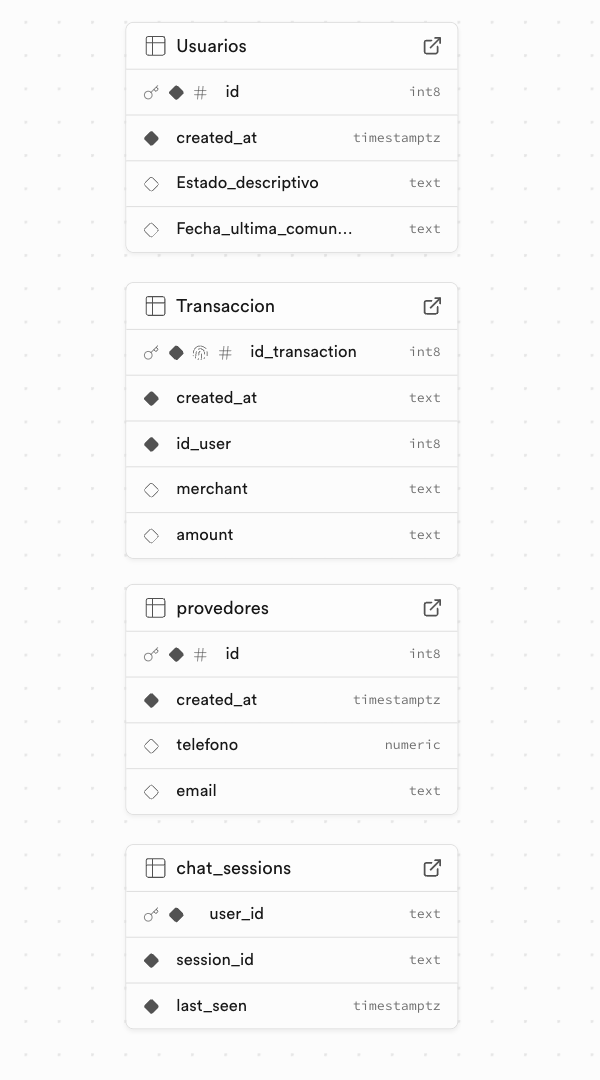 Usuarios
id int8
created_at timestamptz
Estado_descriptivo text
Fecha_ultima_comun... text
Transaccion
id_transaction int8
created_at text
id_user int8
merchant text
amount text
provedores
id int8
created_at timestamptz
telefono numeric
email text
chat_sessions
user_id text
session_id text
last_seen timestamptz